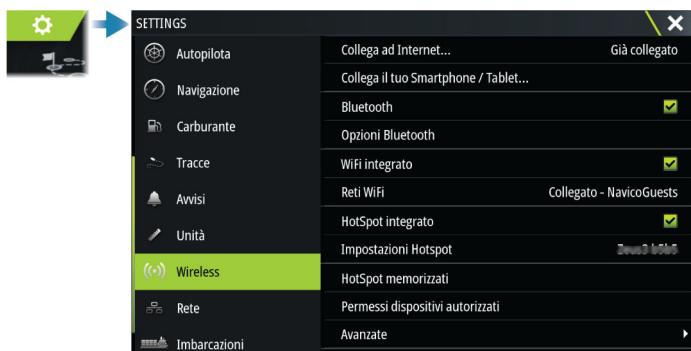 SETTINGS
Autopilota
Navigazione
Carburante
Tracce
Avvisi
Unità
Wireless
Rete
Imbarcazioni
Collega ad Internet... Già collegato
Collega il tuo Smartphone / Tablet...
Bluetooth
Opzioni Bluetooth
WiFi integrato
Reti WiFi Collegato - NavicoGuests
HotSpot integrato
Impostazioni Hotspot
HotSpot memorizzati
Permessi dispositivi autorizzati
Avanzate